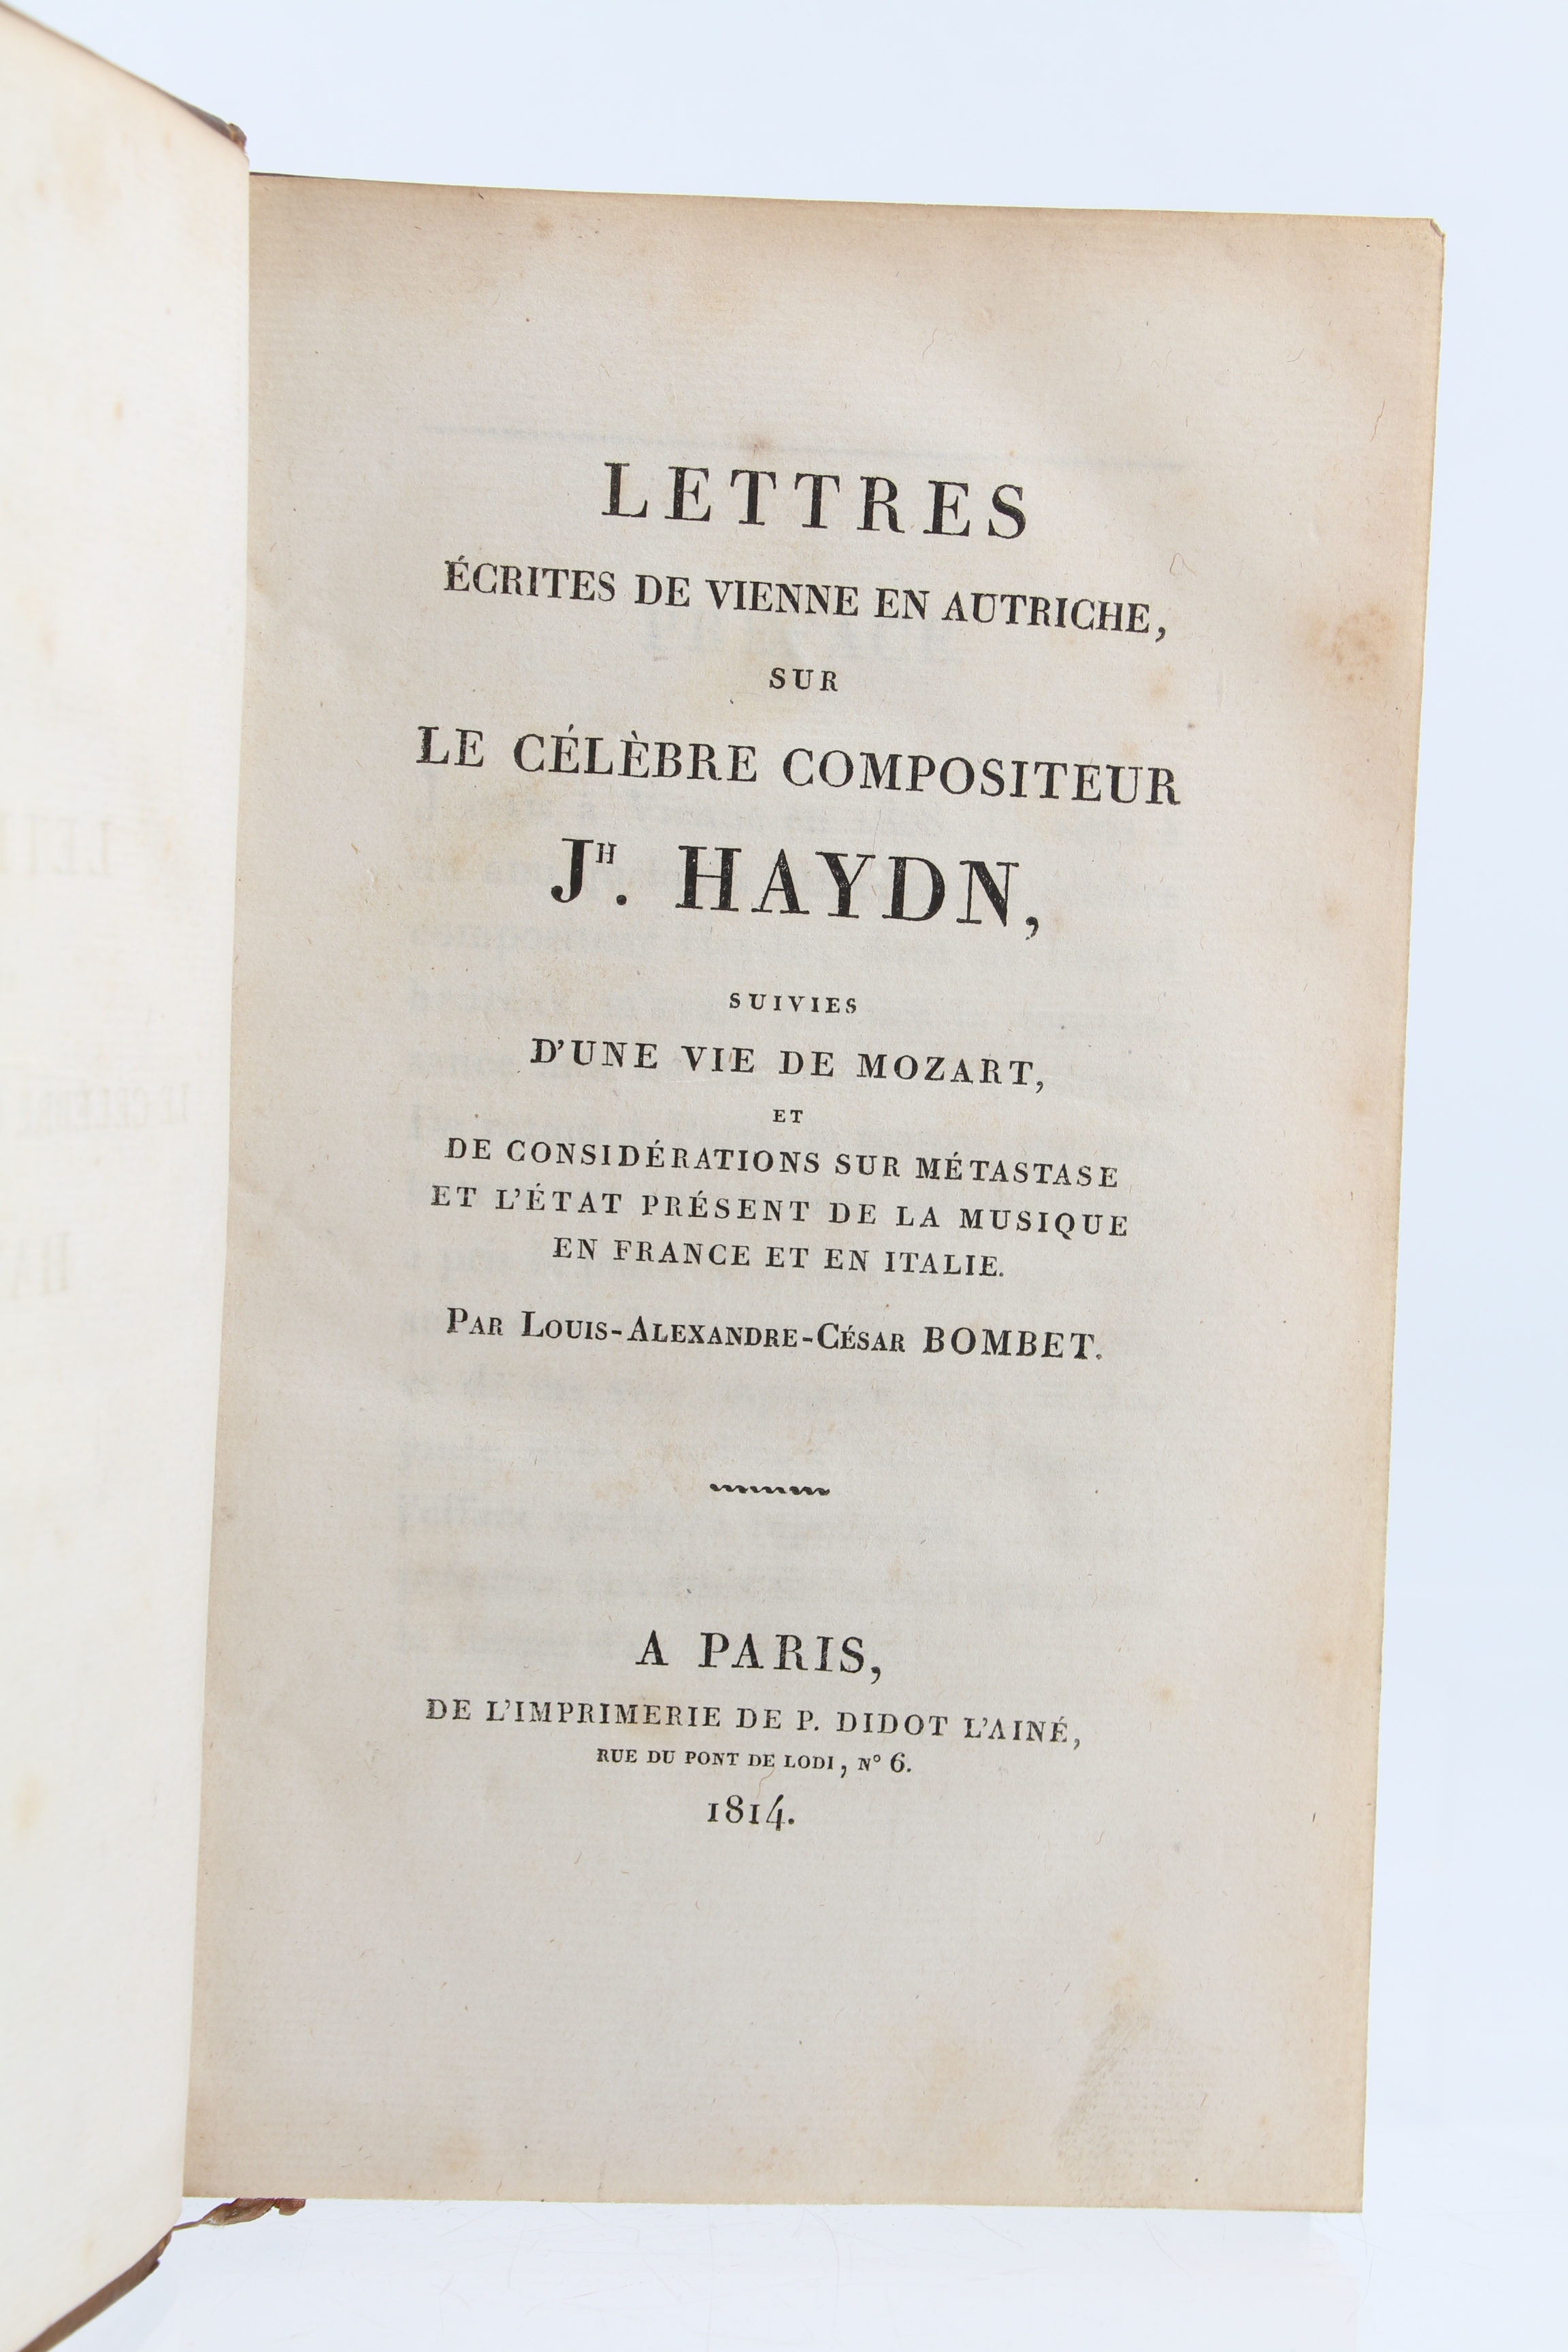 LETTRES
ÉCRITES DE VIENNE EN AUTRICHE,
SUR
LE CÉLÈBRE COMPOSITEUR
JH. HAYDN,
SUIVIES
D'UNE VIE DE MOZART,
ET
DE CONSIDÉRATIONS SUR MÉTASTASE
ET L'ÉTAT PRÉSENT DE LA MUSIQUE
EN FRANCE ET EN ITALIE.
PAR LOUIS-ALEXANDRE-CÉSAR BOMBET.
A PARIS,
DE L'IMPRIMERIE DE P. DIDOT L'AINÉ,
RUE DU PONT DE LODI, N° 6.
1814.